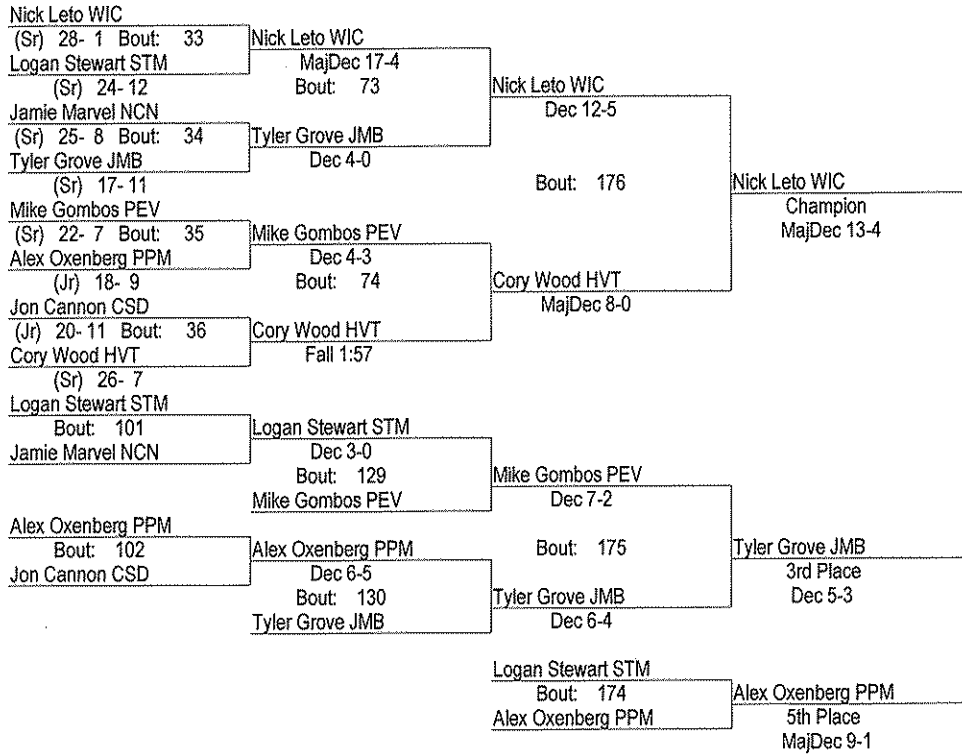 Nick Leto WIC
(Sr) 28- 1 Bout: 33
Logan Stewart STM
(Sr) 24- 12
Jamie Marvel NCN
(Sr) 25- 8 Bout: 34
Tyler Grove JMB
(Sr) 17- 11
Mike Gombos PEV
(Sr) 22- 7 Bout: 35
Alex Oxenberg PPM
(Jr) 18- 9
Jon Cannon CSD
(Jr) 20- 11 Bout: 36
Cory Wood HVT
(Sr) 26- 7
Nick Leto WIC
MajDec 17-4
Bout: 73
Tyler Grove JMB
Dec 4-0
Mike Gombos PEV
Dec 4-3
Bout: 74
Cory Wood HVT
Fall 1:57
Nick Leto WIC
Dec 12-5
Bout: 176
Cory Wood HVT
MajDec 8-0
Nick Leto WIC
Champion
MajDec 13-4
Logan Stewart STM
Bout: 101
Jamie Marvel NCN
Alex Oxenberg PPM
Bout: 102
Jon Cannon CSD
Logan Stewart STM
Dec 3-0
Bout: 129
Mike Gombos PEV
Alex Oxenberg PPM
Dec 6-5
Bout: 130
Tyler Grove JMB
Mike Gombos PEV
Dec 7-2
Bout: 175
Tyler Grove JMB
Dec 6-4
Tyler Grove JMB
3rd Place
Dec 5-3
Logan Stewart STM
Bout: 174
Alex Oxenberg PPM
Alex Oxenberg PPM
5th Place
MajDec 9-1